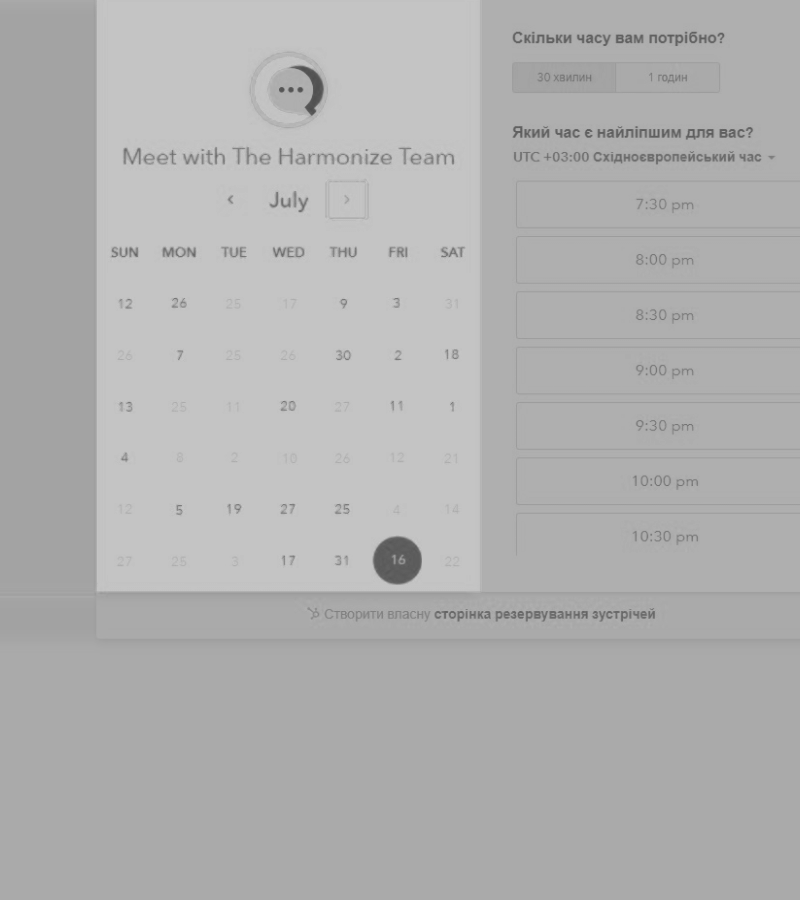 Meet with The Harmonize Team
July
SUN MON TUE WED THU FRI SAT
12 26 25 17 9 3 31
26 7 25 26 30 2 18
13 25 11 20 27 11 1
4 8 2 10 26 12 21
12 5 19 27 25 4 14
27 25 3 17 31 16 22
Скільки часу вам потрібно?
30 хвилин 1 годин
Який час є найліпшим для вас?
UTC +03:00 Східноєвропейський час
7:30 pm
8:00 pm
8:30 pm
9:00 pm
9:30 pm
10:00 pm
10:30 pm
Створити власну сторінка резервування зустрічей